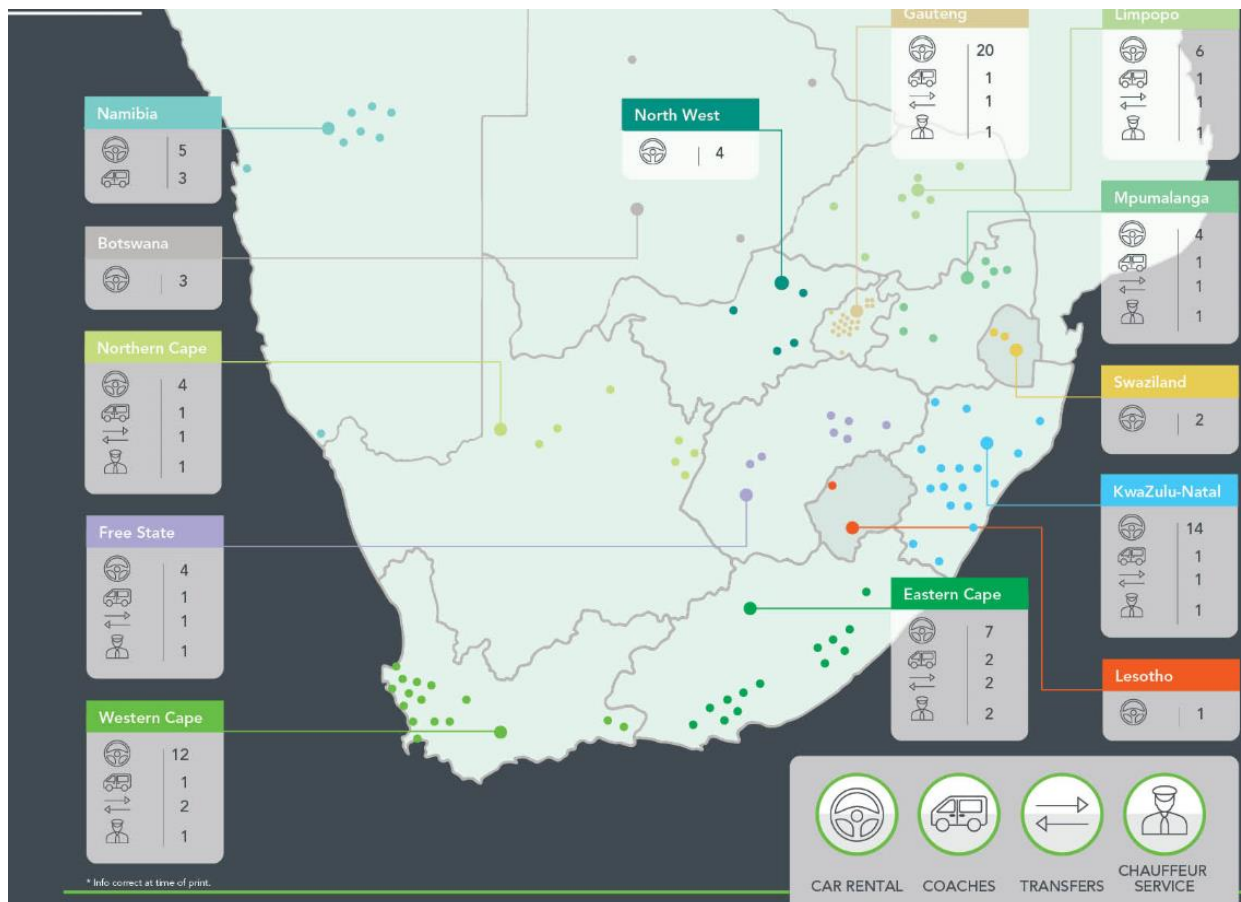 Gauteng
20
1
1
1
Limpopo
6
1
1
1
Namibia
5
3
North West
4
Mpumalanga
4
1
1
1
Botswana
3
Northern Cape
4
1
1
1
Swaziland
2
KwaZulu-Natal
14
1
1
1
Free State
4
1
1
1
Eastern Cape
7
2
2
2
Lesotho
1
Western Cape
12
1
2
1
CAR RENTAL
COACHES
TRANSFERS
CHAUFFEUR
SERVICE
* Info correct at time of print.